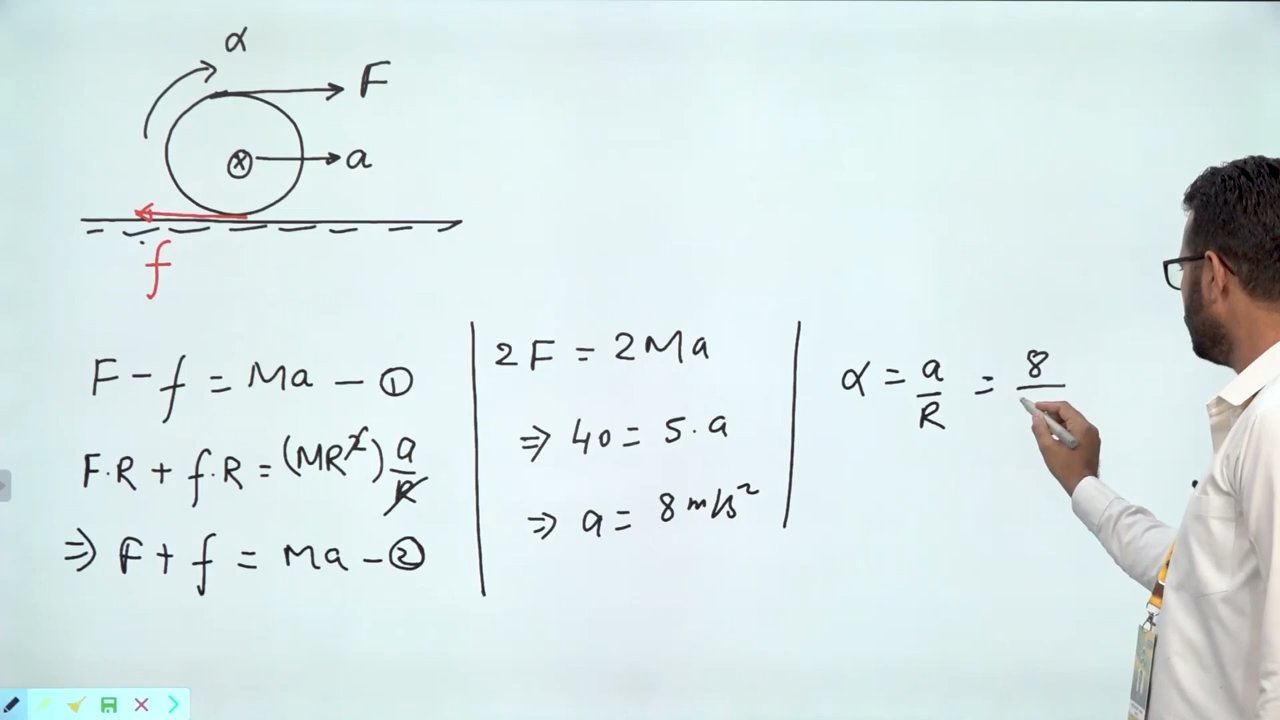 α
F
a
f
F - f = Ma - ①
F·R + f·R = (MR²) a/R
⇒ F + f = Ma - ②
2F = 2Ma
⇒ 40 = 5·a
⇒ a = 8 m/s²
α = a/R = 8/